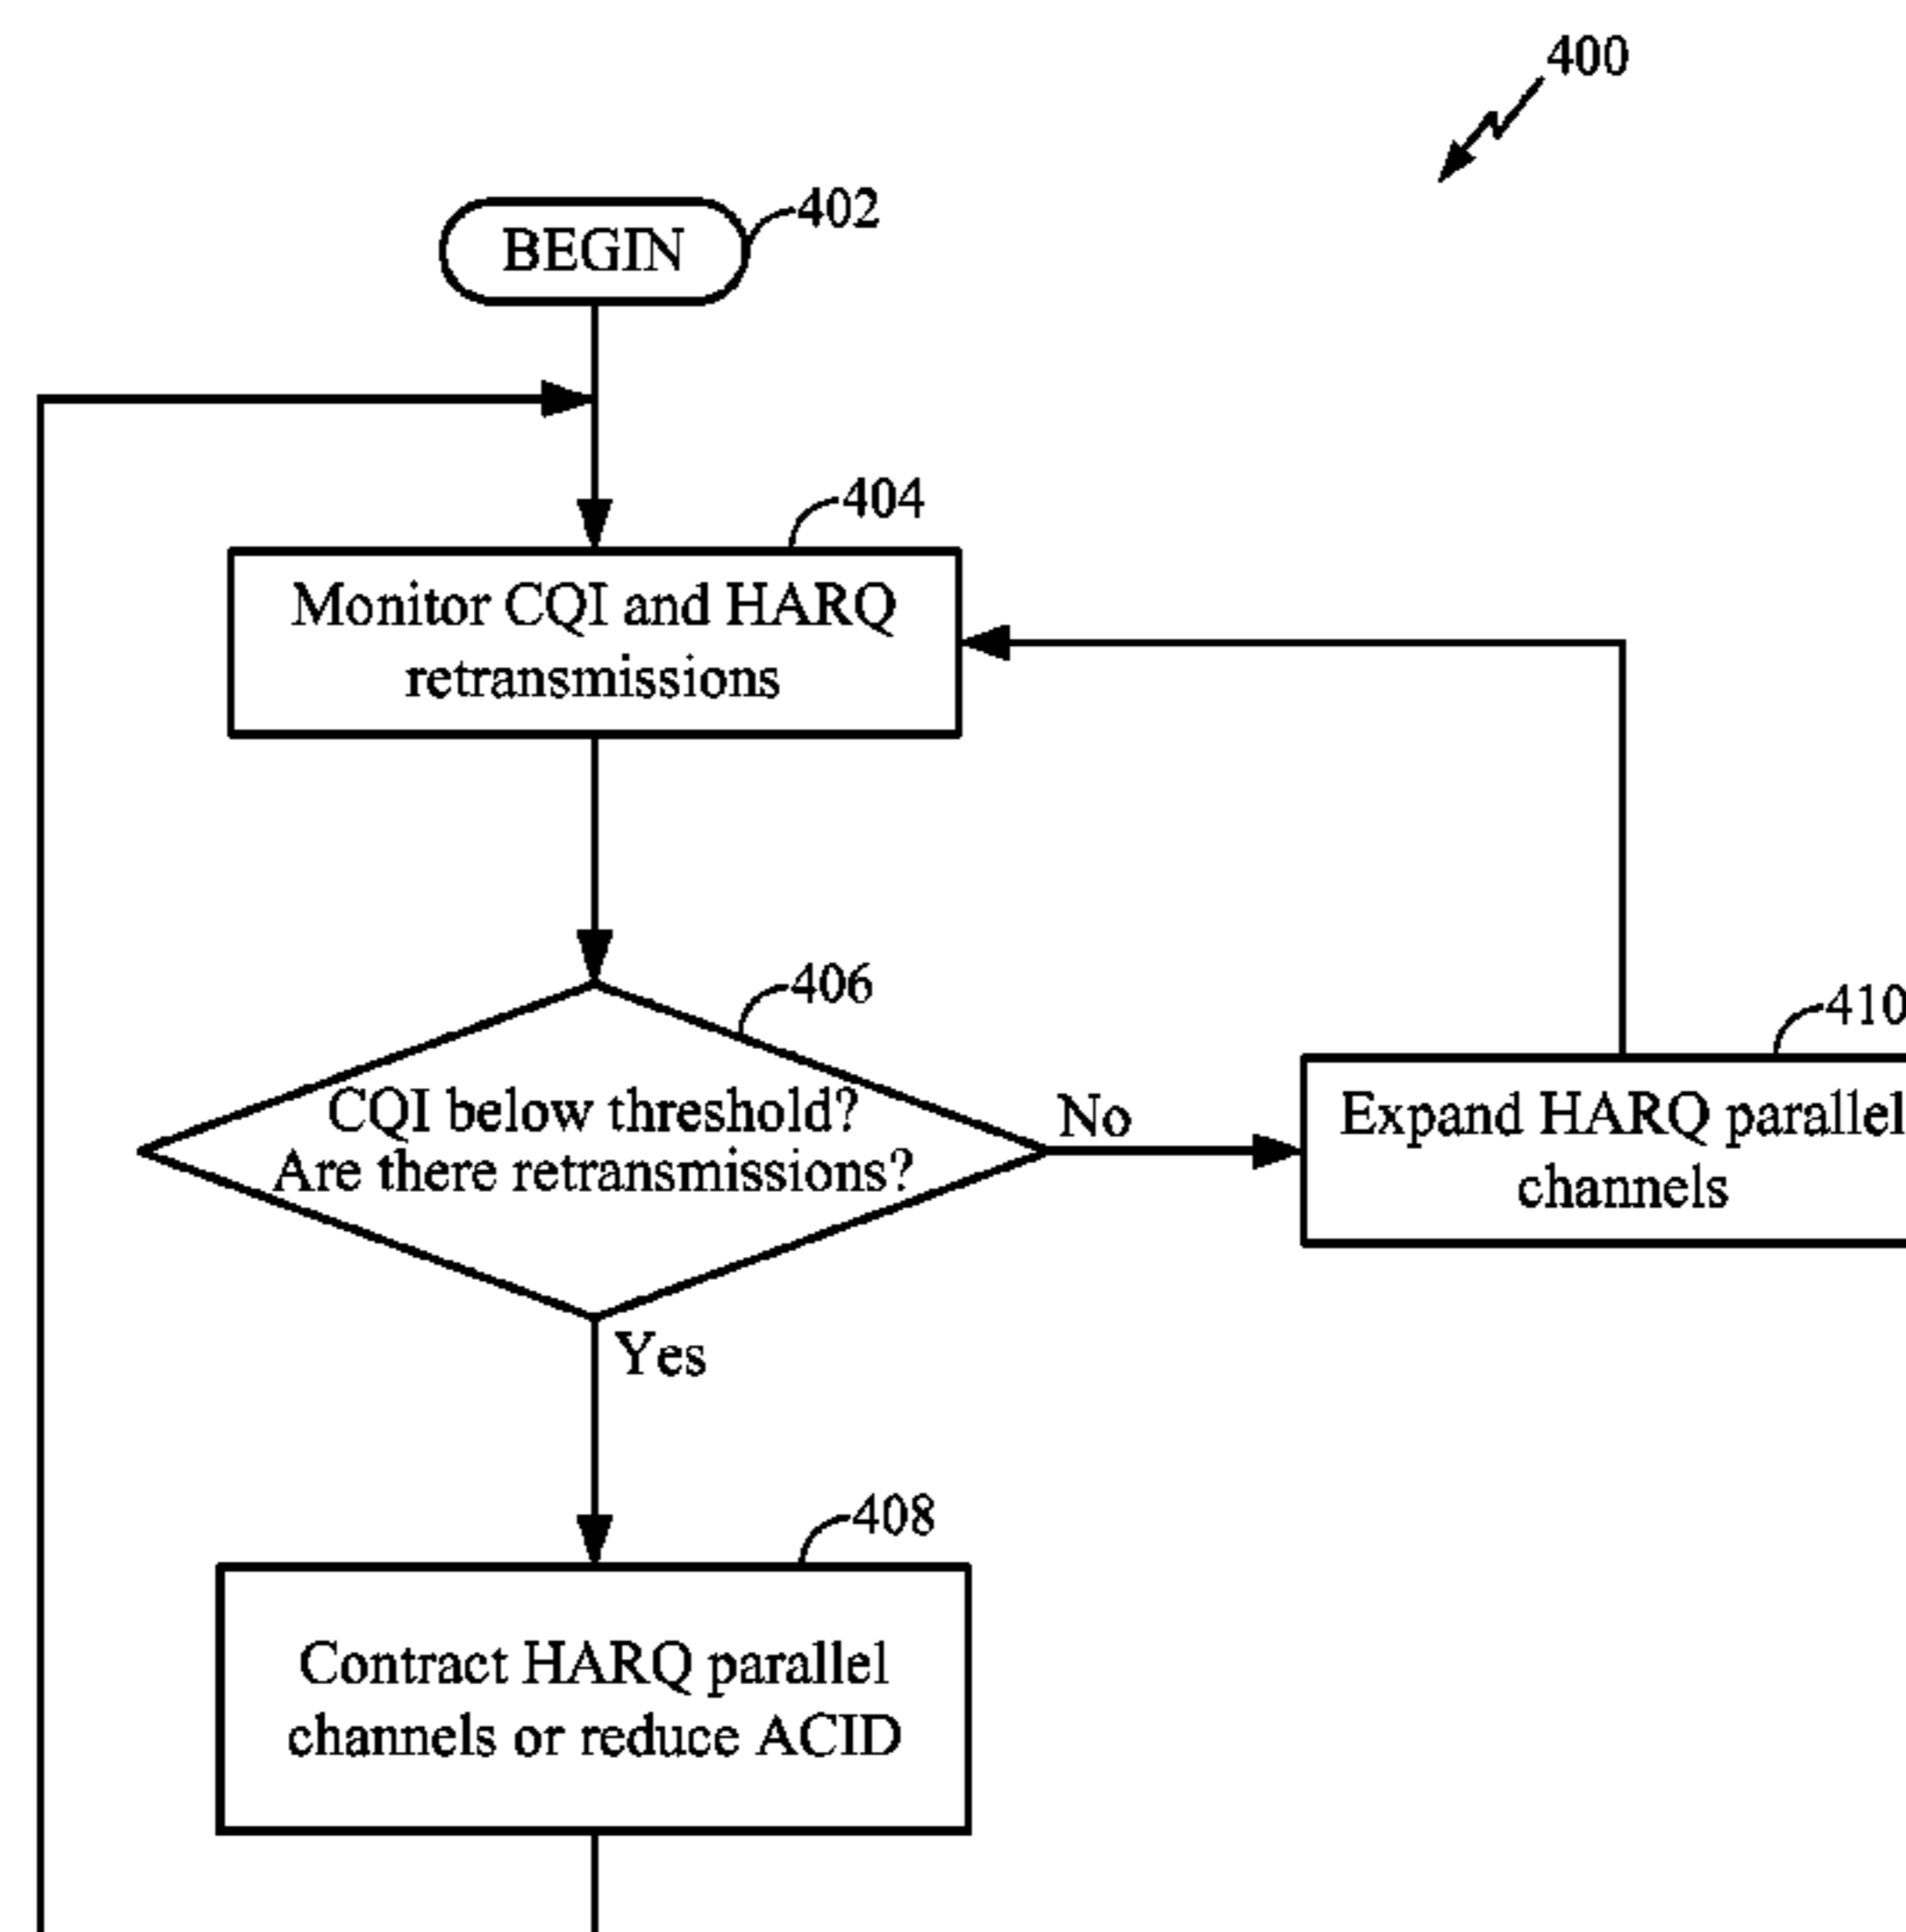 400
402
BEGIN
404
Monitor CQI and HARQ
retransmissions
406
CQI below threshold?
Are there retransmissions?
No
410
Expand HARQ parallel
channels
Yes
408
Contract HARQ parallel
channels or reduce ACID